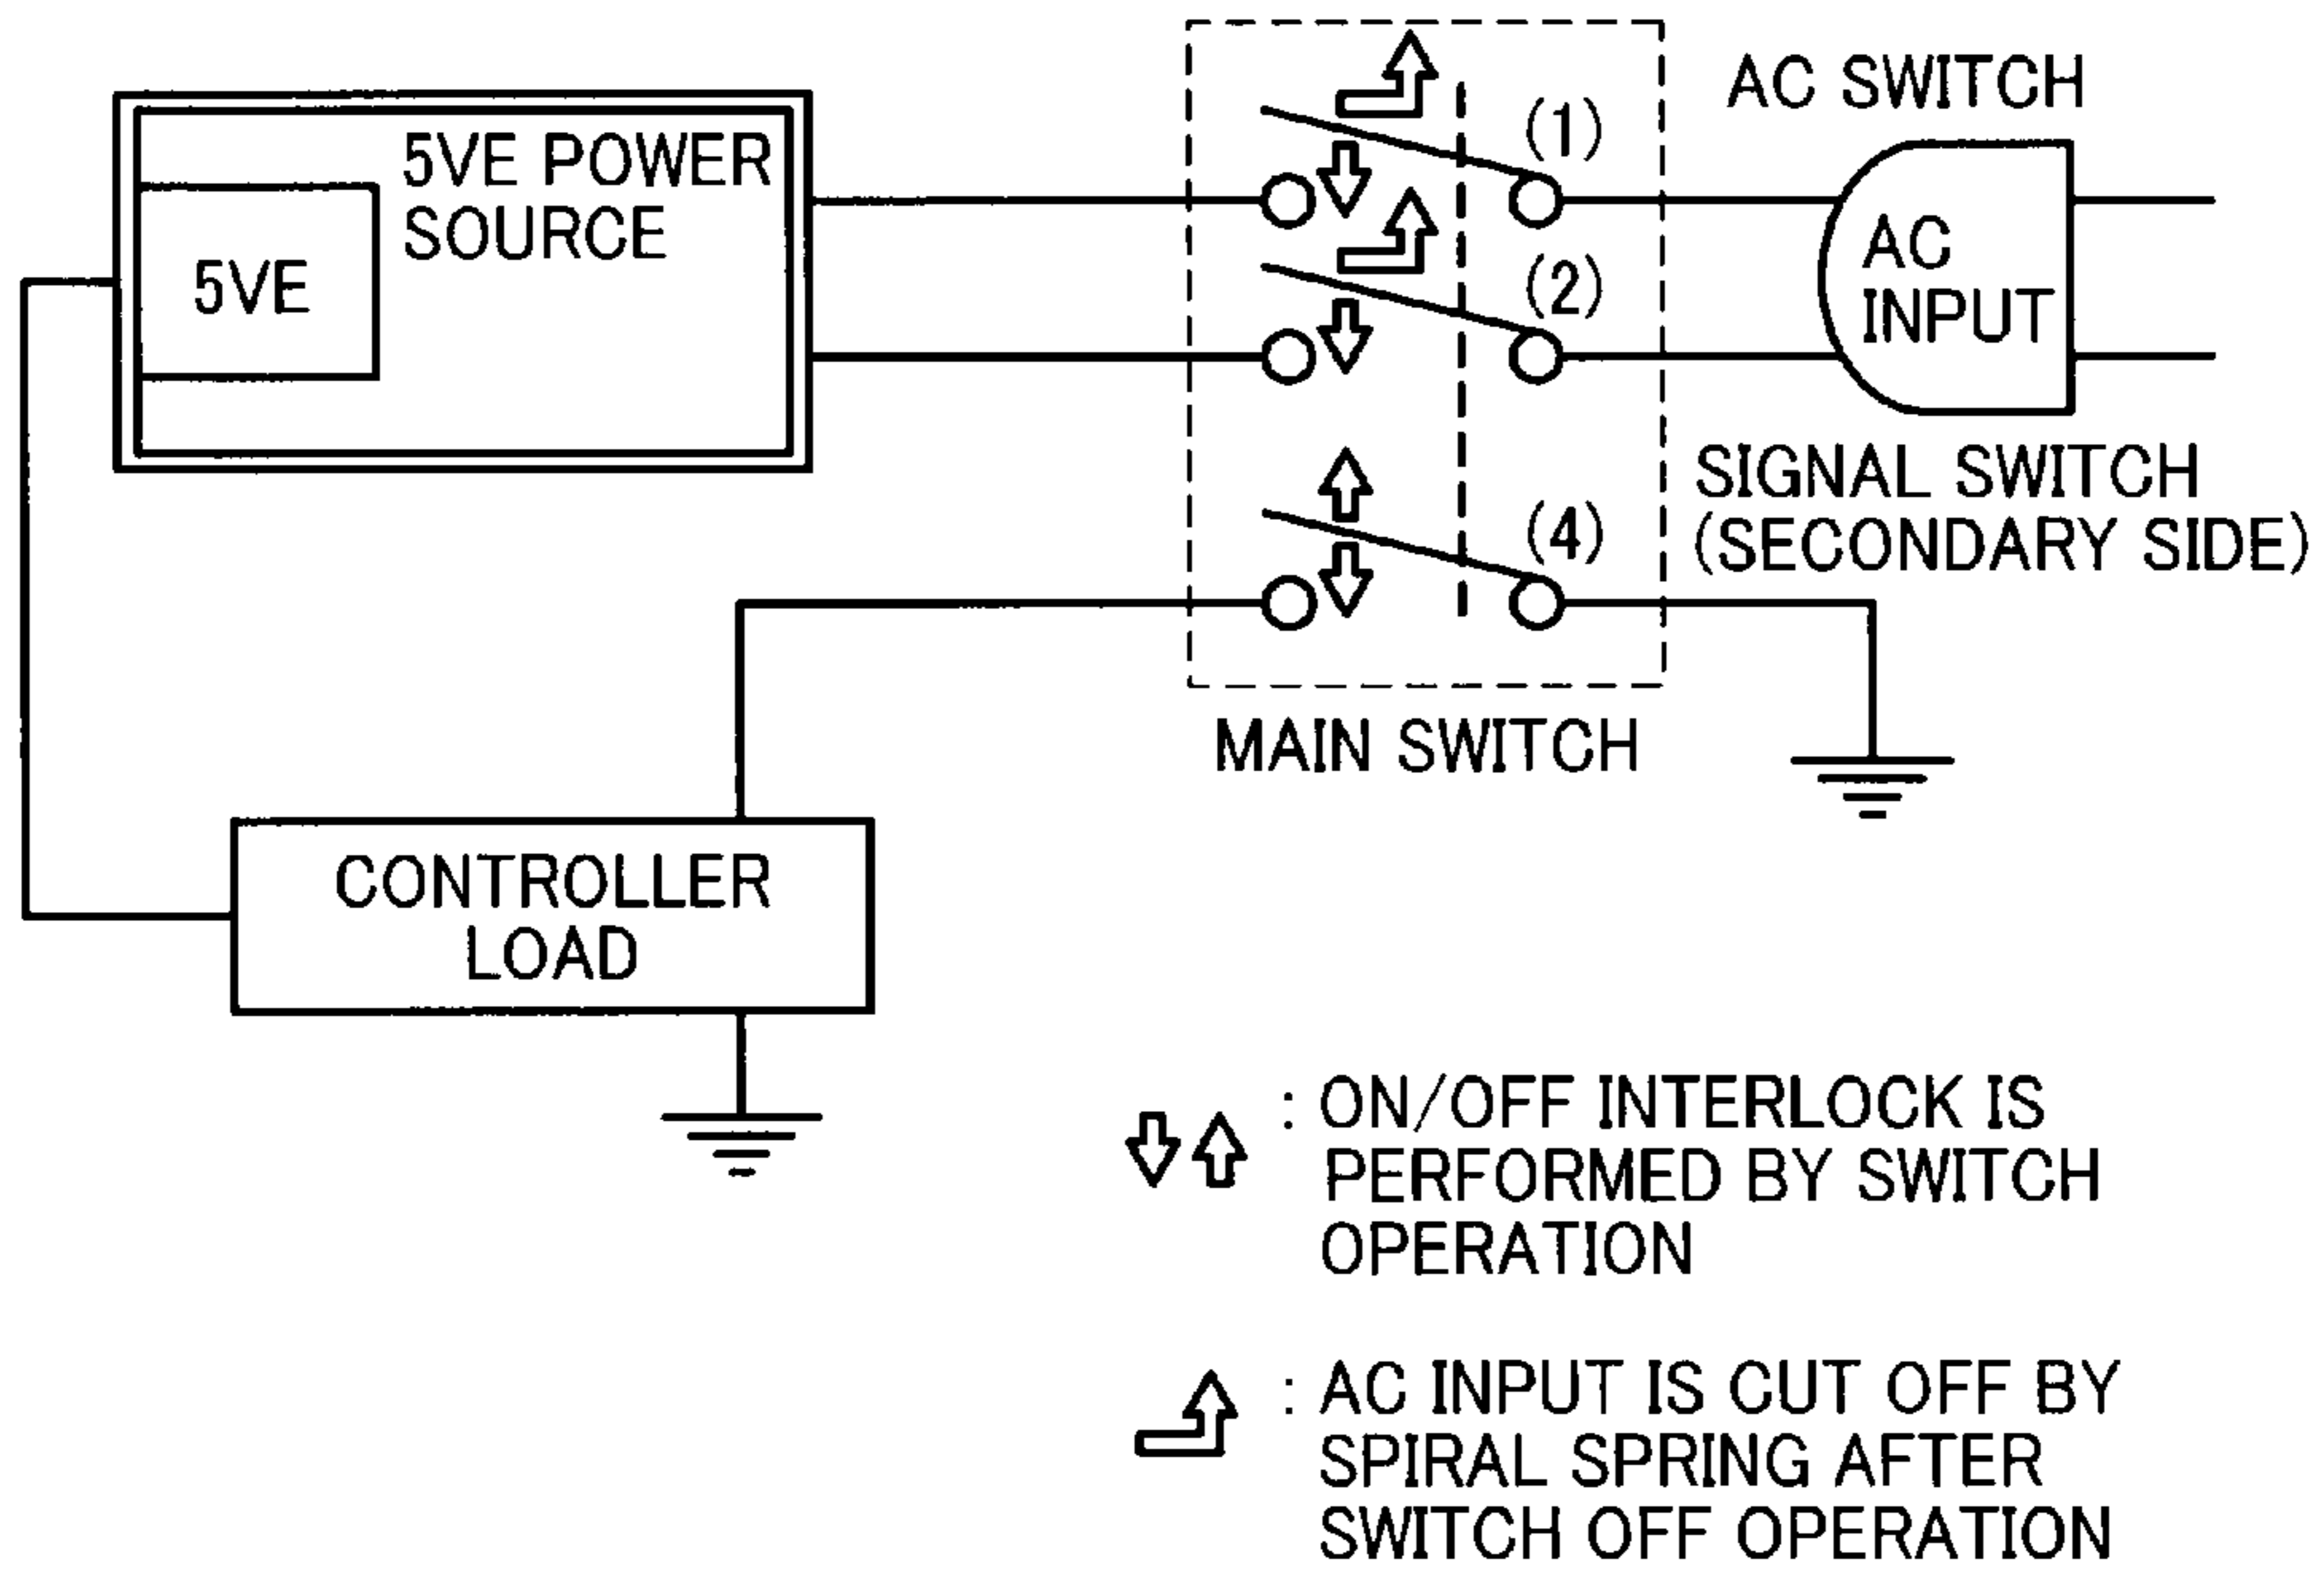 5VE POWER
SOURCE
5VE
(1)
(2)
(4)
AC SWITCH
AC
INPUT
SIGNAL SWITCH
(SECONDARY SIDE)
MAIN SWITCH
CONTROLLER
LOAD
: ON/OFF INTERLOCK IS
PERFORMED BY SWITCH
OPERATION
: AC INPUT IS CUT OFF BY
SPIRAL SPRING AFTER
SWITCH OFF OPERATION